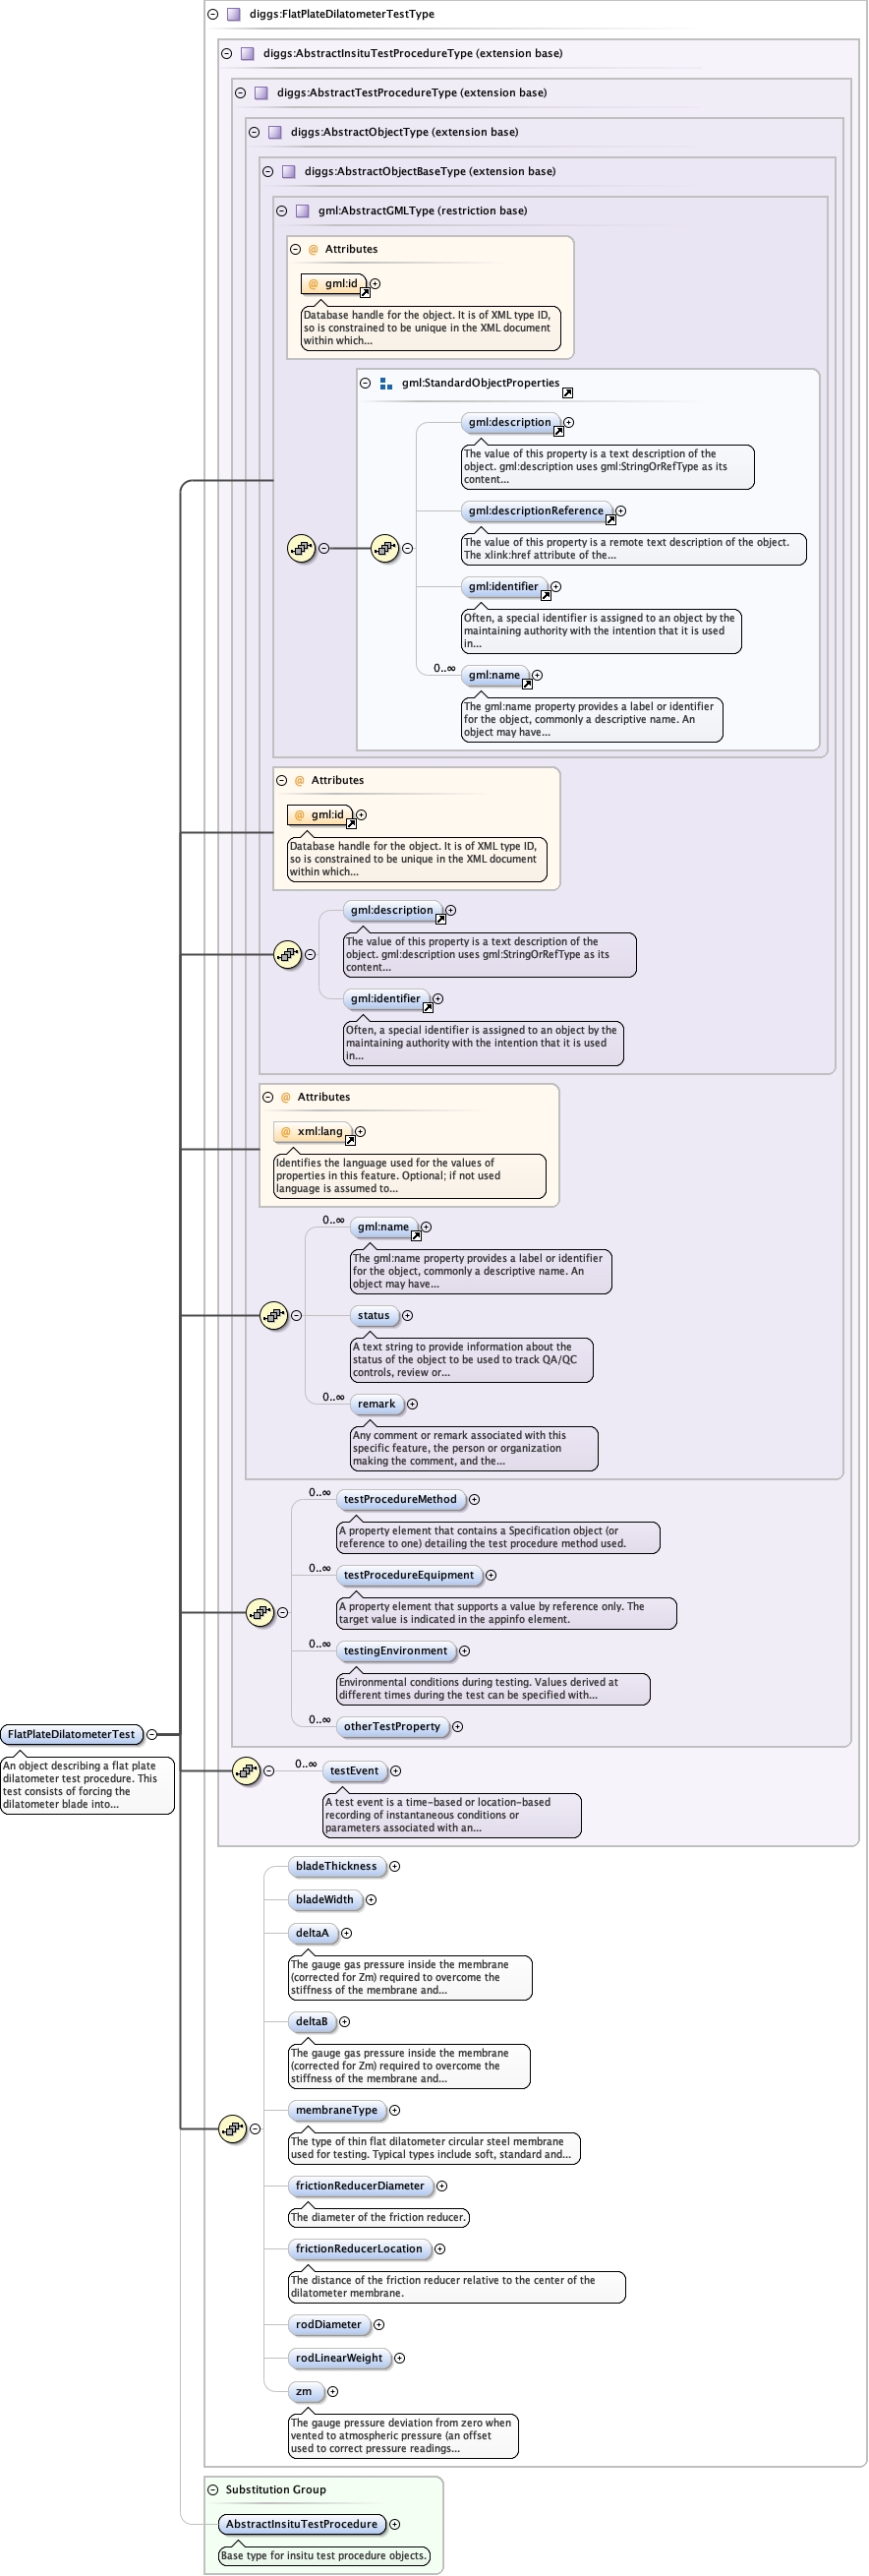 diggs:FlatPlateDilatometerTestType
diggs:AbstractInsituTestProcedureType (extension base)
diggs:AbstractTestProcedureType (extension base)
diggs:AbstractObjectType (extension base)
diggs:AbstractObjectBaseType (extension base)
gml:AbstractGMLType (restriction base)
@ Attributes
@ gml:id
Database handle for the object. It is of XML type ID,
so is constrained to be unique in the XML document
within which...
gml:StandardObjectProperties
gml:description
The value of this property is a text description of the
object. gml:description uses gml:StringOrRefType as its
content...
gml:descriptionReference
The value of this property is a remote text description of the object.
The xlink:href attribute of the...
gml:identifier
Often, a special identifier is assigned to an object by the
maintaining authority with the intention that it is used
in...
0..∞
gml:name
The gml:name property provides a label or identifier
for the object, commonly a descriptive name. An
object may have...
@ Attributes
@ gml:id
Database handle for the object. It is of XML type ID,
so is constrained to be unique in the XML document
within which...
gml:description
The value of this property is a text description of the
object. gml:description uses gml:StringOrRefType as its
content...
gml:identifier
Often, a special identifier is assigned to an object by the
maintaining authority with the intention that it is used
in...
@ Attributes
@ xml:lang
Identifies the language used for the values of
properties in this feature. Optional; if not used
language is assumed to...
0..∞
gml:name
The gml:name property provides a label or identifier
for the object, commonly a descriptive name. An
object may have...
status
A text string to provide information about the
status of the object to be used to track QA/QC
controls, review or...
0..∞
remark
Any comment or remark associated with this
specific feature, the person or organization
making the comment, and the...
0..∞
testProcedureMethod
A property element that contains a Specification object (or
reference to one) detailing the test procedure method used.
0..∞
testProcedureEquipment
A property element that supports a value by reference only. The
target value is indicated in the appinfo element.
0..∞
testingEnvironment
Environmental conditions during testing. Values derived at
different times during the test can be specified with...
0..∞
otherTestProperty
FlatPlateDilatometerTest
An object describing a flat plate
dilatometer test procedure. This
test consists of forcing the
dilatometer blade into...
0..∞
testEvent
A test event is a time-based or location-based
recording of instantaneous conditions or
parameters associated with an...
bladeThickness
bladeWidth
deltaA
The gauge gas pressure inside the membrane
(corrected for Zm) required to overcome the
stiffness of the membrane and...
deltaB
The gauge gas pressure inside the membrane
(corrected for Zm) required to overcome the
stiffness of the membrane and...
membraneType
The type of thin flat dilatometer circular steel membrane
used for testing. Typical types include soft, standard and...
frictionReducerDiameter
The diameter of the friction reducer.
frictionReducerLocation
The distance of the friction reducer relative to the center of the
dilatometer membrane.
rodDiameter
rodLinearWeight
zm
The gauge pressure deviation from zero when
vented to atmospheric pressure (an offset
used to correct pressure readings...
Substitution Group
AbstractInsituTestProcedure
Base type for insitu test procedure objects.